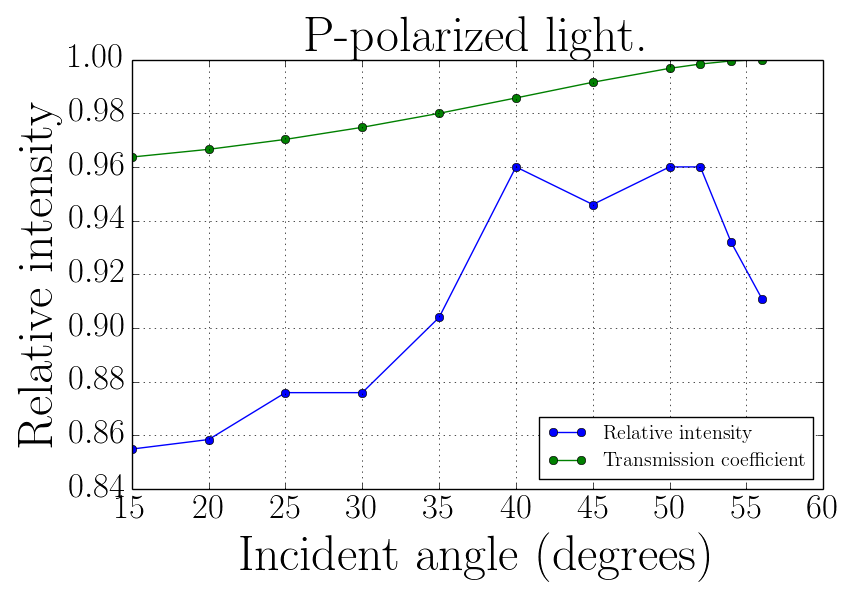 P-polarized light.
Relative intensity
1.00
0.98
0.96
0.94
0.92
0.90
0.88
0.86
0.84
Relative intensity
Transmission coefficient
15 20 25 30 35 40 45 50 55 60
Incident angle (degrees)